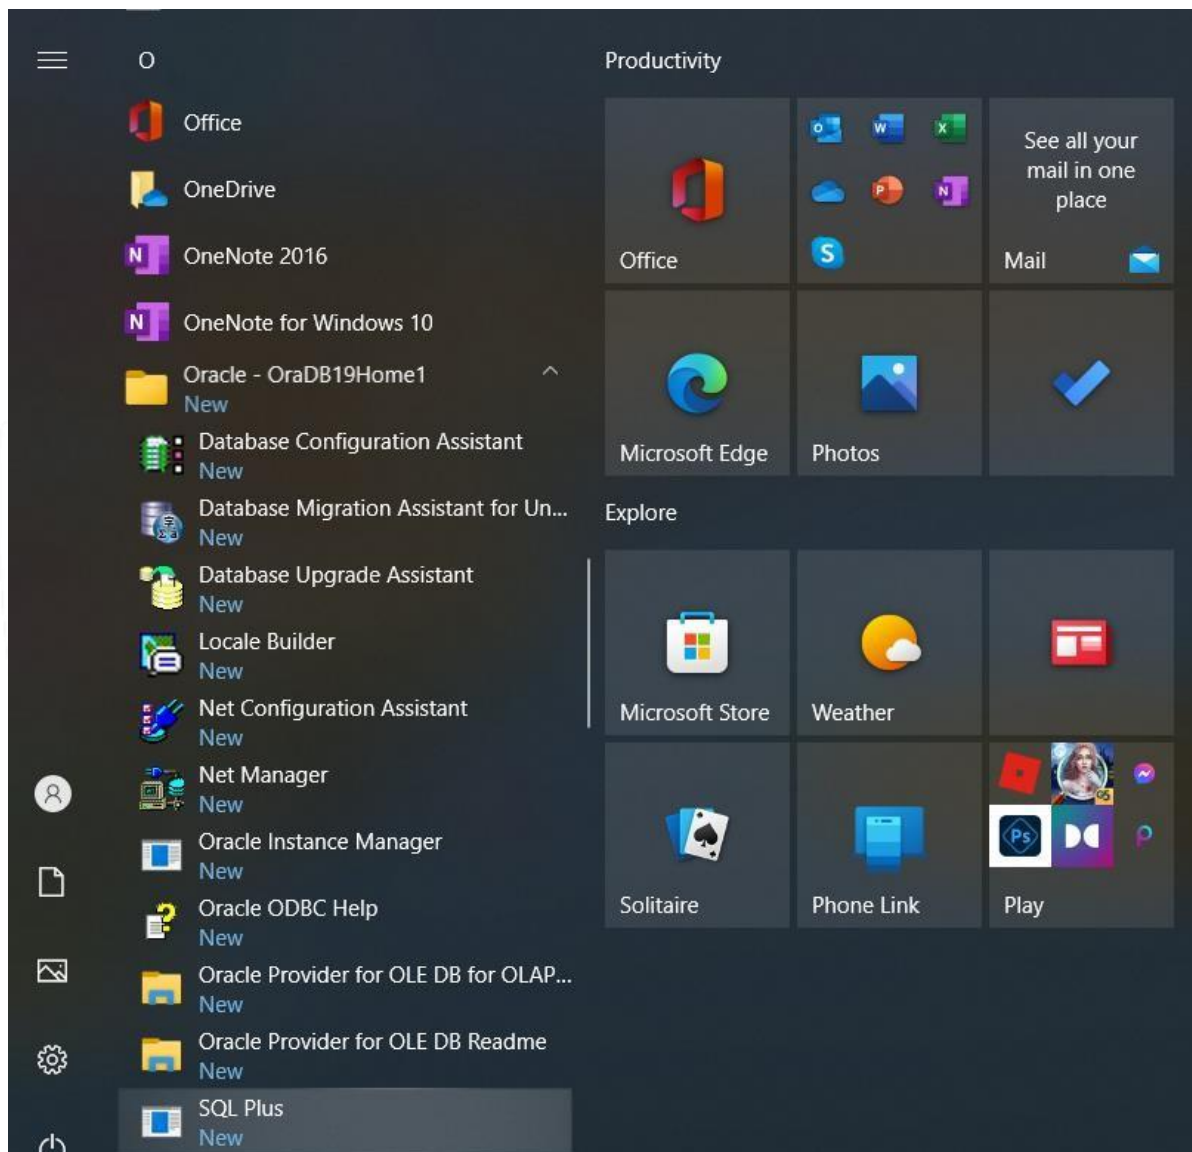 O
Office
OneDrive
OneNote 2016
OneNote for Windows 10
Oracle - OraDB19Home1
New
Database Configuration Assistant
New
Database Migration Assistant for Un...
New
Database Upgrade Assistant
New
Locale Builder
New
Net Configuration Assistant
New
Net Manager
New
Oracle Instance Manager
New
Oracle ODBC Help
New
Oracle Provider for OLE DB for OLAP...
New
Oracle Provider for OLE DB Readme
New
SQL Plus
New
Productivity
Office
See all your
mail in one
place
Mail
Microsoft Edge
Photos
Explore
Microsoft Store
Weather
Solitaire
Phone Link
Ps
Play